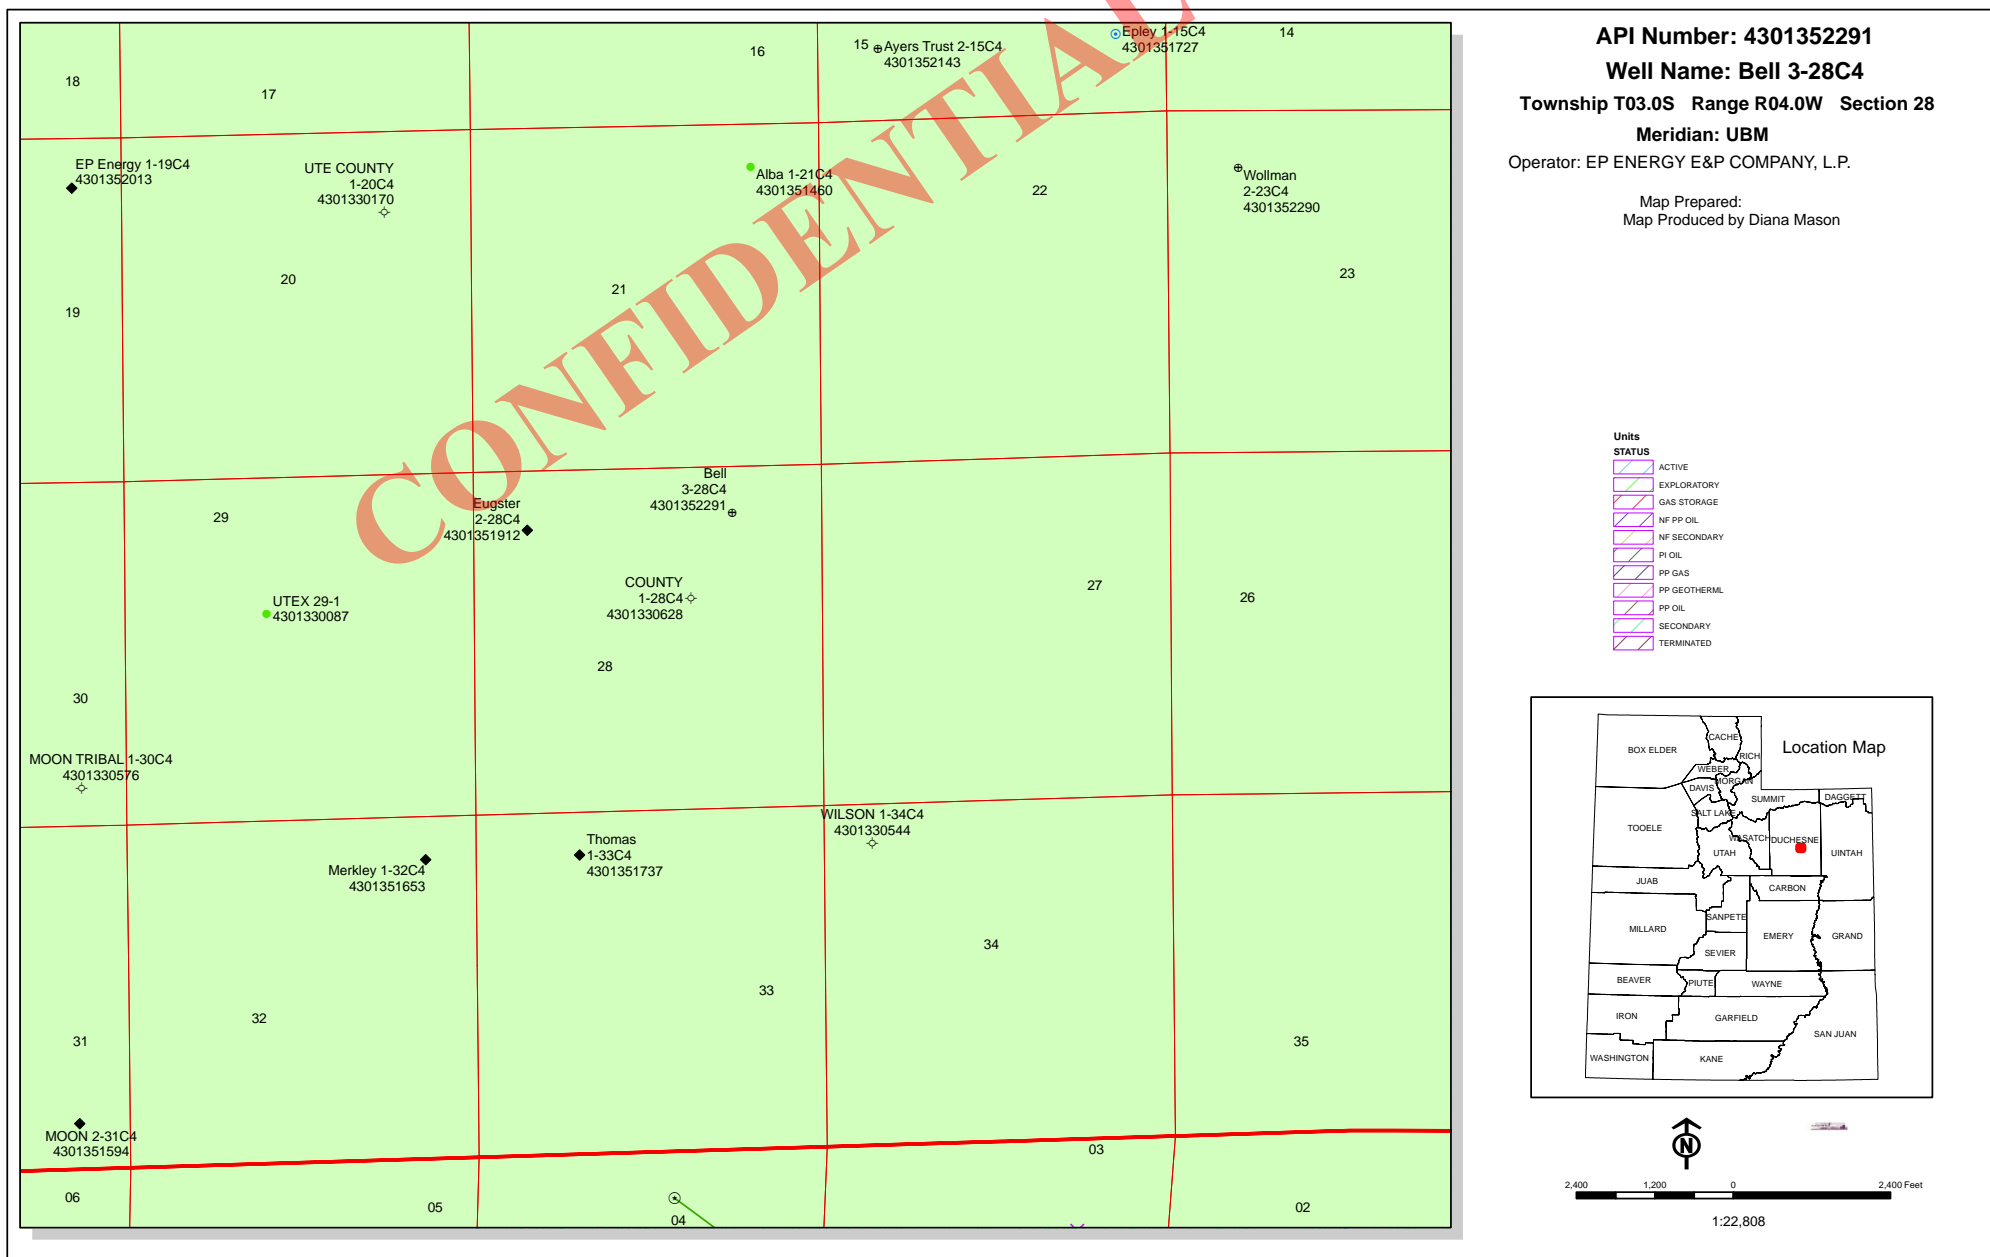 API Number: 4301352291
Well Name: Bell 3-28C4
Township T03.0S Range R04.0W Section 28
Meridian: UBM
Operator: EP ENERGY E&P COMPANY, L.P.
Map Prepared:
Map Produced by Diana Mason
CONFIDENTIAL
18
17
16
15
Ayers Trust 2-15C4
4301352143
Epley 1-15C4
4301351727
14
EP Energy 1-19C4
4301352013
UTE COUNTY
1-20C4
4301330170
Alba 1-21C4
4301351460
22
Wollman
2-23C4
4301352290
19
20
21
23
29
Eugster
2-28C4
4301351912
Bell
3-28C4
4301352291
UTEX 29-1
4301330087
COUNTY
1-28C4
4301330628
27
26
28
30
MOON TRIBAL 1-30C4
4301330576
Merkley 1-32C4
4301351653
Thomas
1-33C4
4301351737
WILSON 1-34C4
4301330544
34
33
32
31
35
MOON 2-31C4
4301351594
03
06
05
04
02
Units
STATUS
ACTIVE
EXPLORATORY
GAS STORAGE
NF PP OIL
NF SECONDARY
PI OIL
PP GAS
PP GEOTHERML
PP OIL
SECONDARY
TERMINATED
Location Map
BOX ELDER
CACHE
RICH
WEBER
MORGAN
DAVIS
SUMMIT
DAGGETT
SALT LAKE
TOOELE
WASATCH
DUCHESNE
UTAH
UINTAH
JUAB
CARBON
SANPETE
MILLARD
EMERY
GRAND
SEVIER
BEAVER
PIUTE
WAYNE
IRON
GARFIELD
SAN JUAN
WASHINGTON
KANE
N
2,400 1,200 0 2,400 Feet
1:22,808